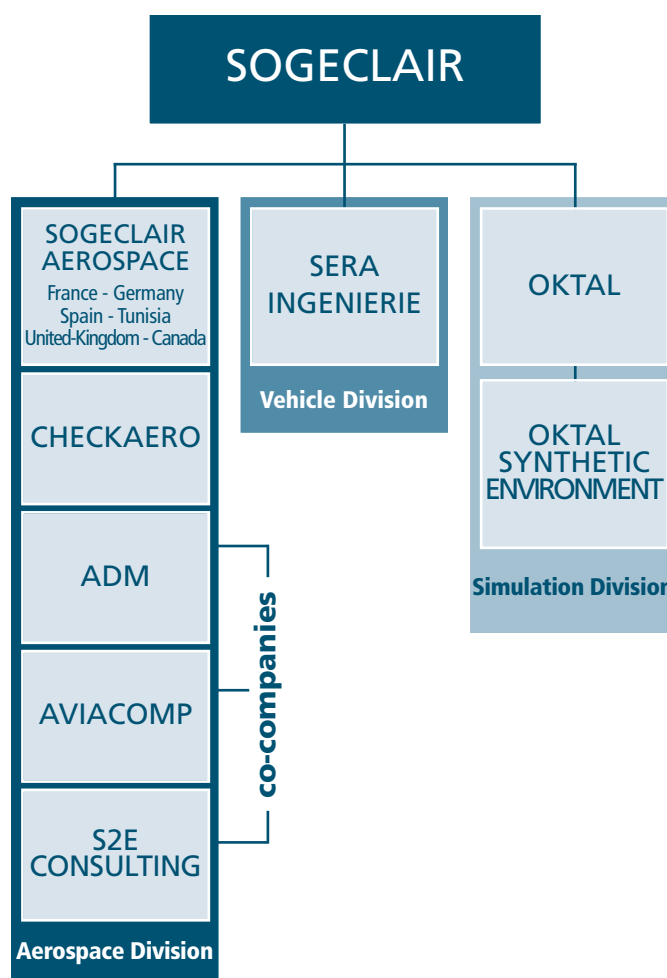 SOGECLAIR
SOGECLAIR
AEROSPACE
France - Germany
Spain - Tunisia
United-Kingdom - Canada
CHECKAERO
ADM
AVIACOMP
S2E
CONSULTING
Aerospace Division
co-companies
SERA
INGENIERIE
Vehicle Division
OKTAL
OKTAL
SYNTHETIC
ENVIRONMENT
Simulation Division